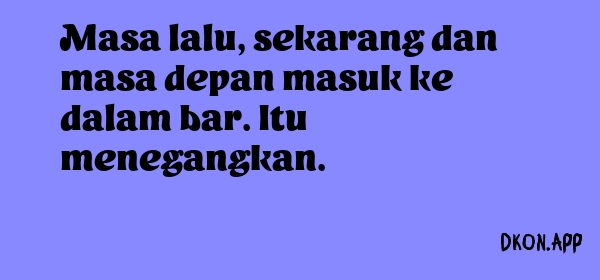 Masa lalu, sekarang dan
masa depan masuk ke
dalam bar. Itu
menegangkan.
DKON.APP